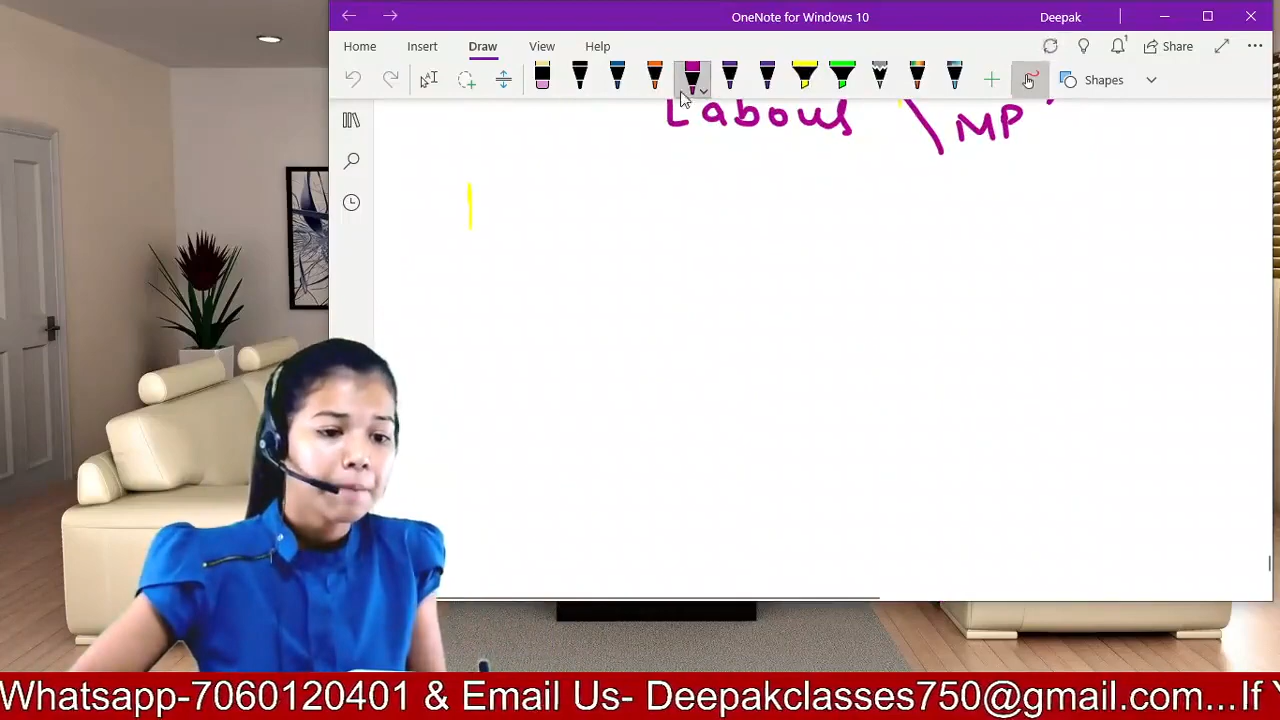 OneNote for Windows 10
Deepak
Home Insert Draw View Help
Share
Shapes
Labous
MP
Whatsapp-7060120401 & Email Us- Deepakclasses750@gmail.com...If